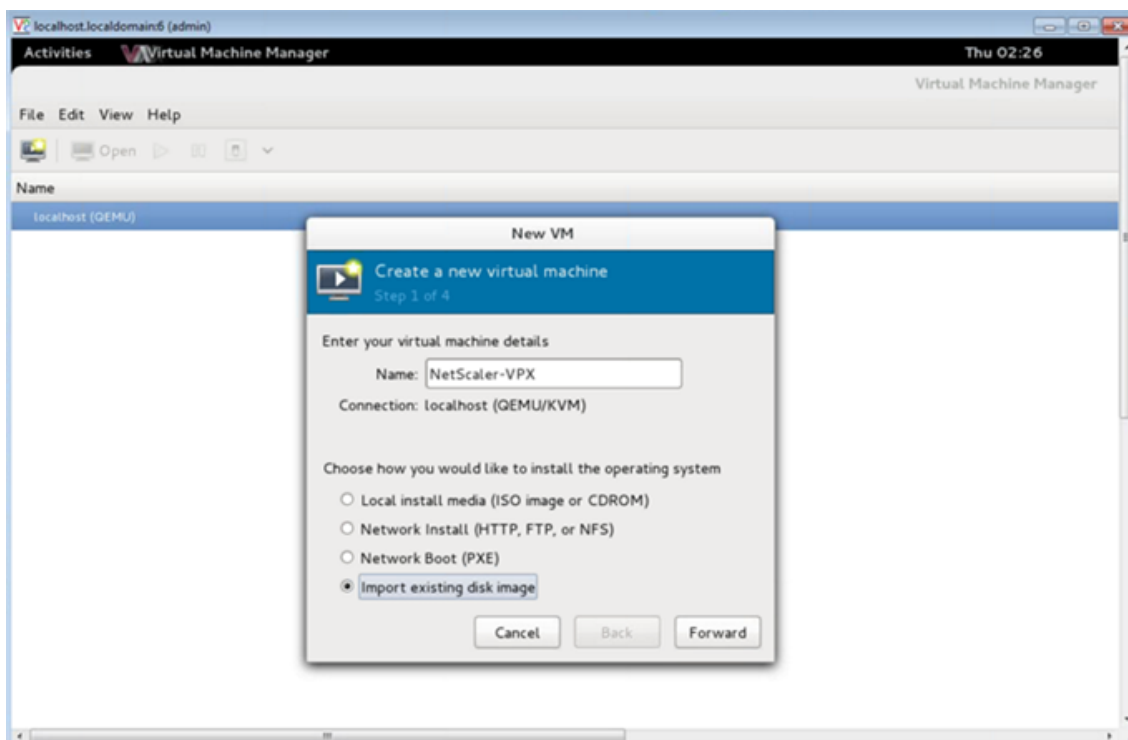 localhost.localdomain:6 (admin)
Activities Virtual Machine Manager Thu 02:26
Virtual Machine Manager
File Edit View Help
Open
Name
localhost (QEMU)
New VM
Create a new virtual machine
Step 1 of 4
Enter your virtual machine details
Name: NetScaler-VPX
Connection: localhost (QEMU/KVM)
Choose how you would like to install the operating system
Local install media (ISO image or CDROM)
Network Install (HTTP, FTP, or NFS)
Network Boot (PXE)
Import existing disk image
Cancel Back Forward